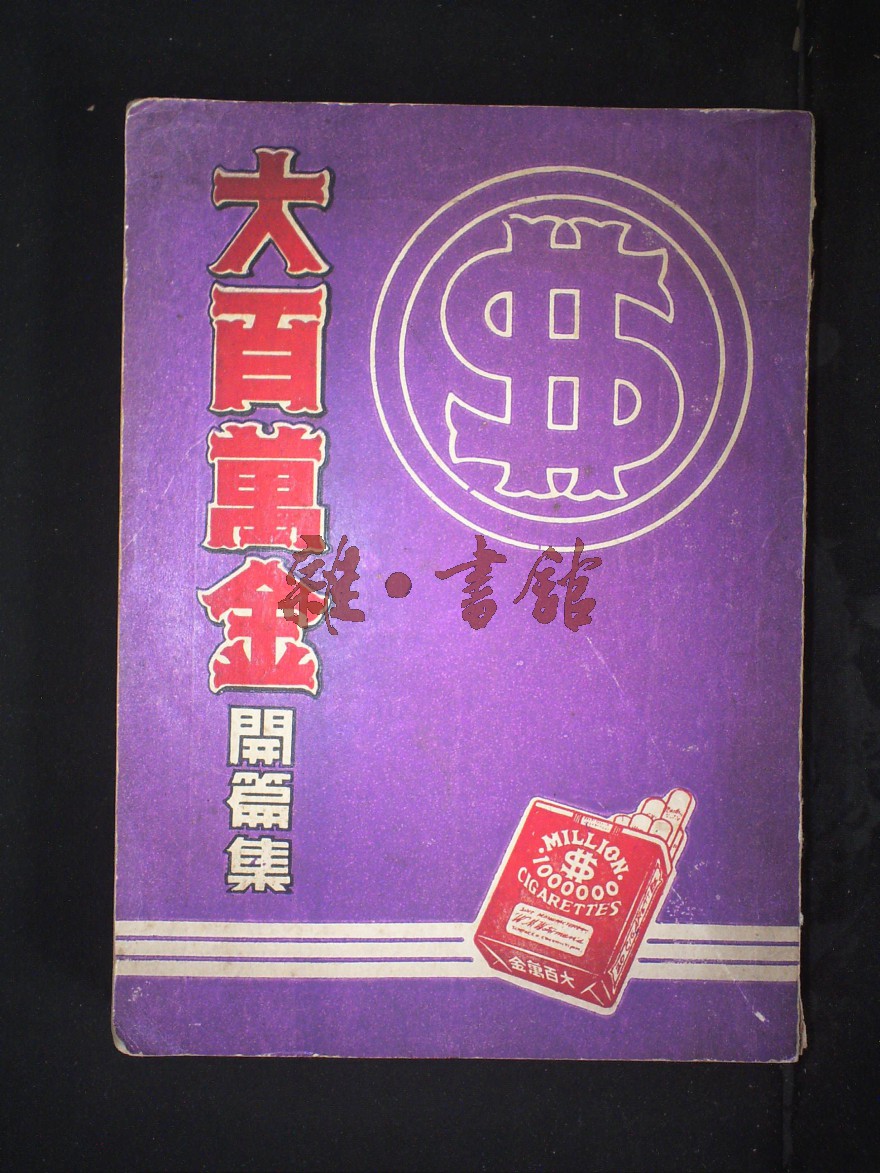 大百萬金
開篇集
雜·書館
$
MILLION
$
1000000
CIGARETTES
金萬百大